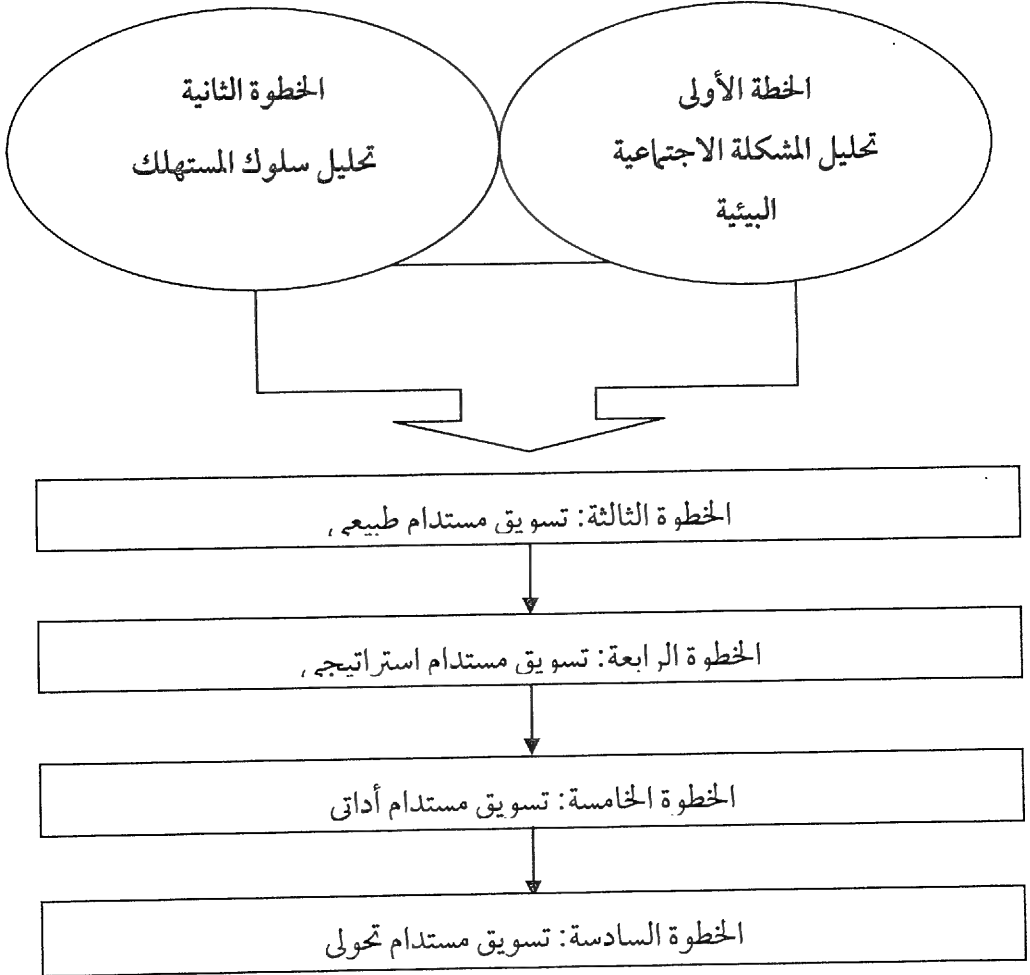 الخطة الأولى
تحليل المشكلة الاجتماعية
البيئية
الخطوة الثانية
تحليل سلوك المستهلك
الخطوة الثالثة: تسويق مستدام طبيعي
الخطوة الرابعة: تسويق مستدام استراتيجي
الخطوة الخامسة: تسويق مستدام أداتي
الخطوة السادسة: تسويق مستدام تحولي